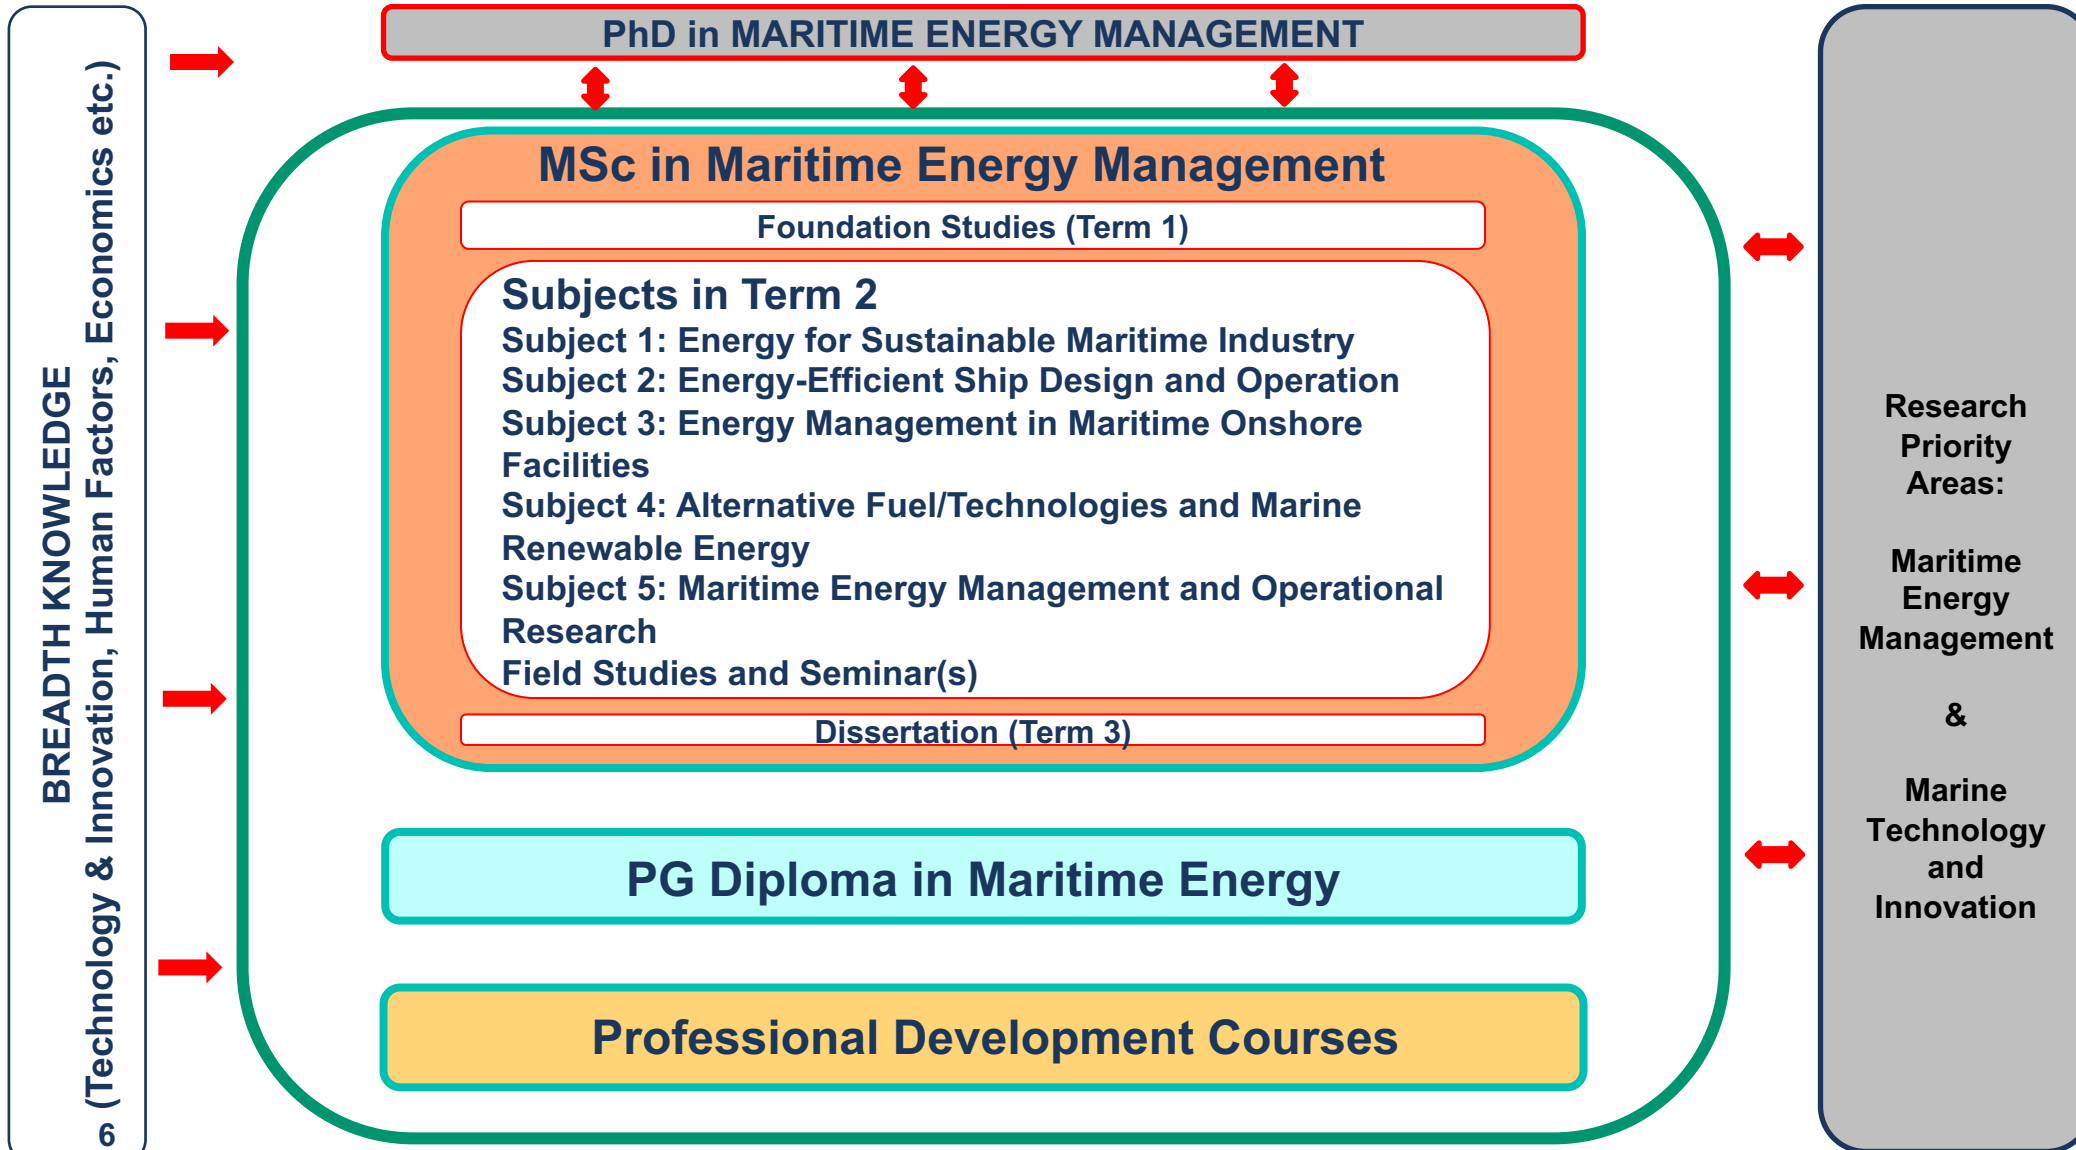 PhD in MARITIME ENERGY MANAGEMENT
BREADTH KNOWLEDGE
(Technology & Innovation, Human Factors, Economics etc.)
6
MSc in Maritime Energy Management
Foundation Studies (Term 1)
Subjects in Term 2
Subject 1: Energy for Sustainable Maritime Industry
Subject 2: Energy-Efficient Ship Design and Operation
Subject 3: Energy Management in Maritime Onshore
Facilities
Subject 4: Alternative Fuel/Technologies and Marine
Renewable Energy
Subject 5: Maritime Energy Management and Operational
Research
Field Studies and Seminar(s)
Dissertation (Term 3)
PG Diploma in Maritime Energy
Professional Development Courses
Research
Priority
Areas:
Maritime
Energy
Management
&
Marine
Technology
and
Innovation